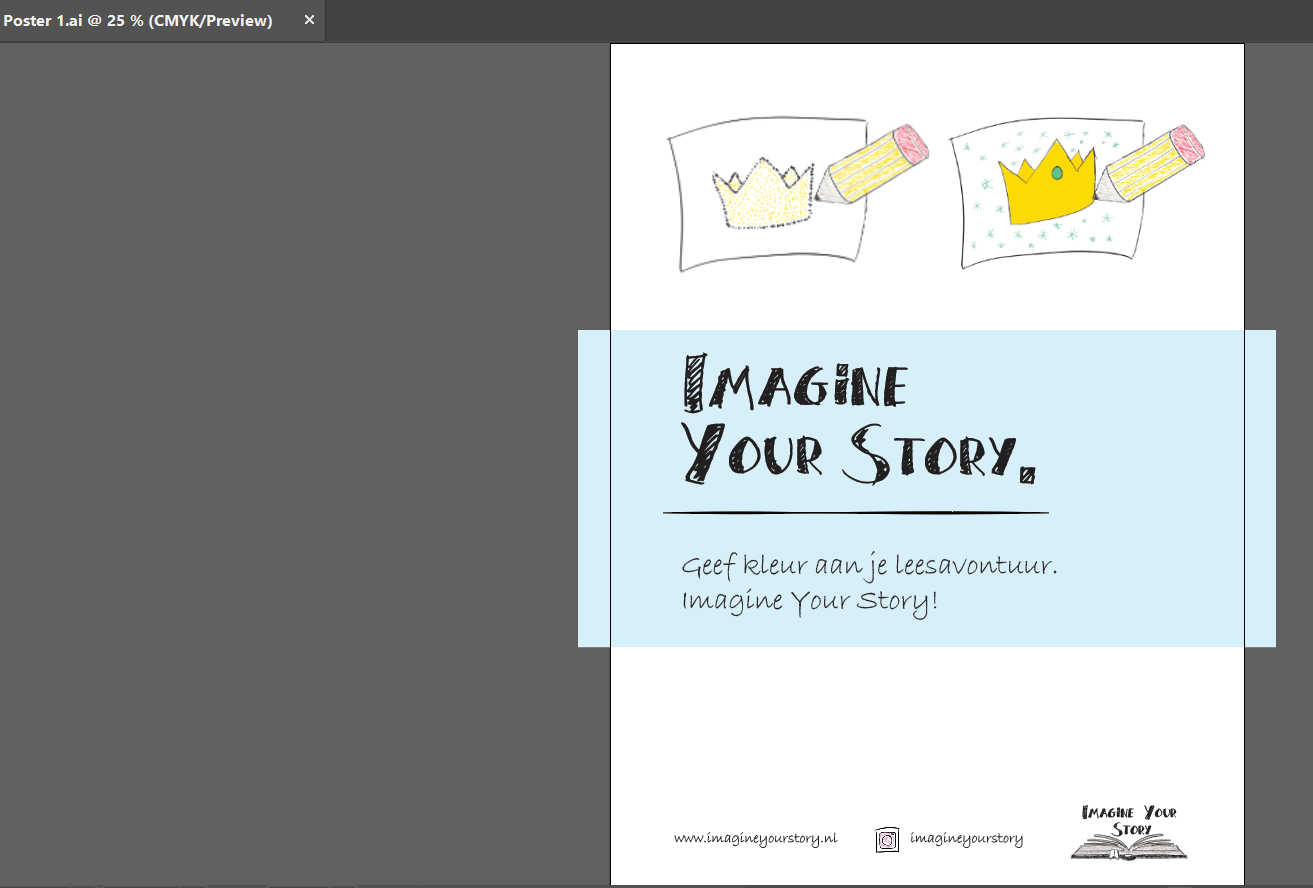 Poster 1.ai @ 25 % (CMYK/Preview) ×
Imagine
Your Story.
Geef kleur aan je leesavontuur.
Imagine Your Story!
www.imagineyourstory.nl
imagineyourstory
Imagine Your
Story